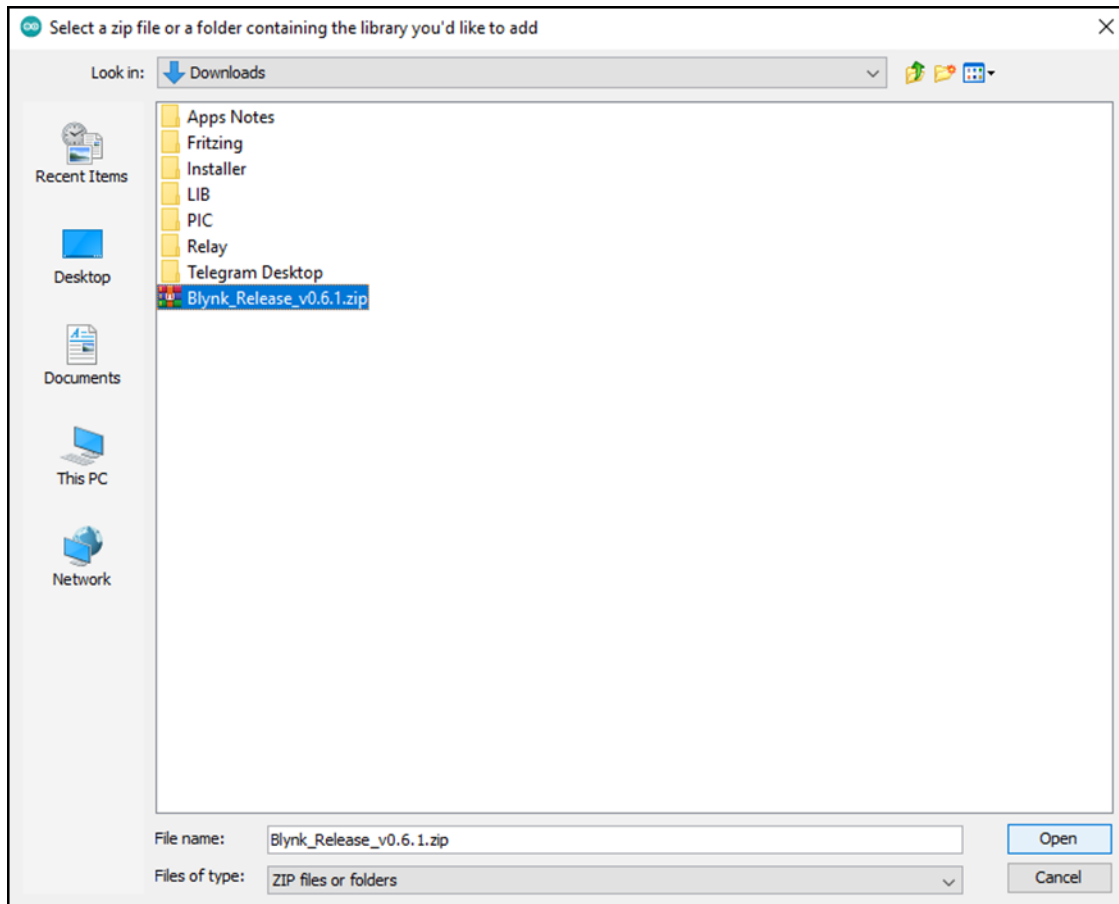 Select a zip file or a folder containing the library you'd like to add
Look in: Downloads
Apps Notes
Fritzing
Installer
LIB
PIC
Relay
Telegram Desktop
Blynk_Release_v0.6.1.zip
Recent Items
Desktop
Documents
This PC
Network
File name: Blynk_Release_v0.6.1.zip Open
Files of type: ZIP files or folders Cancel